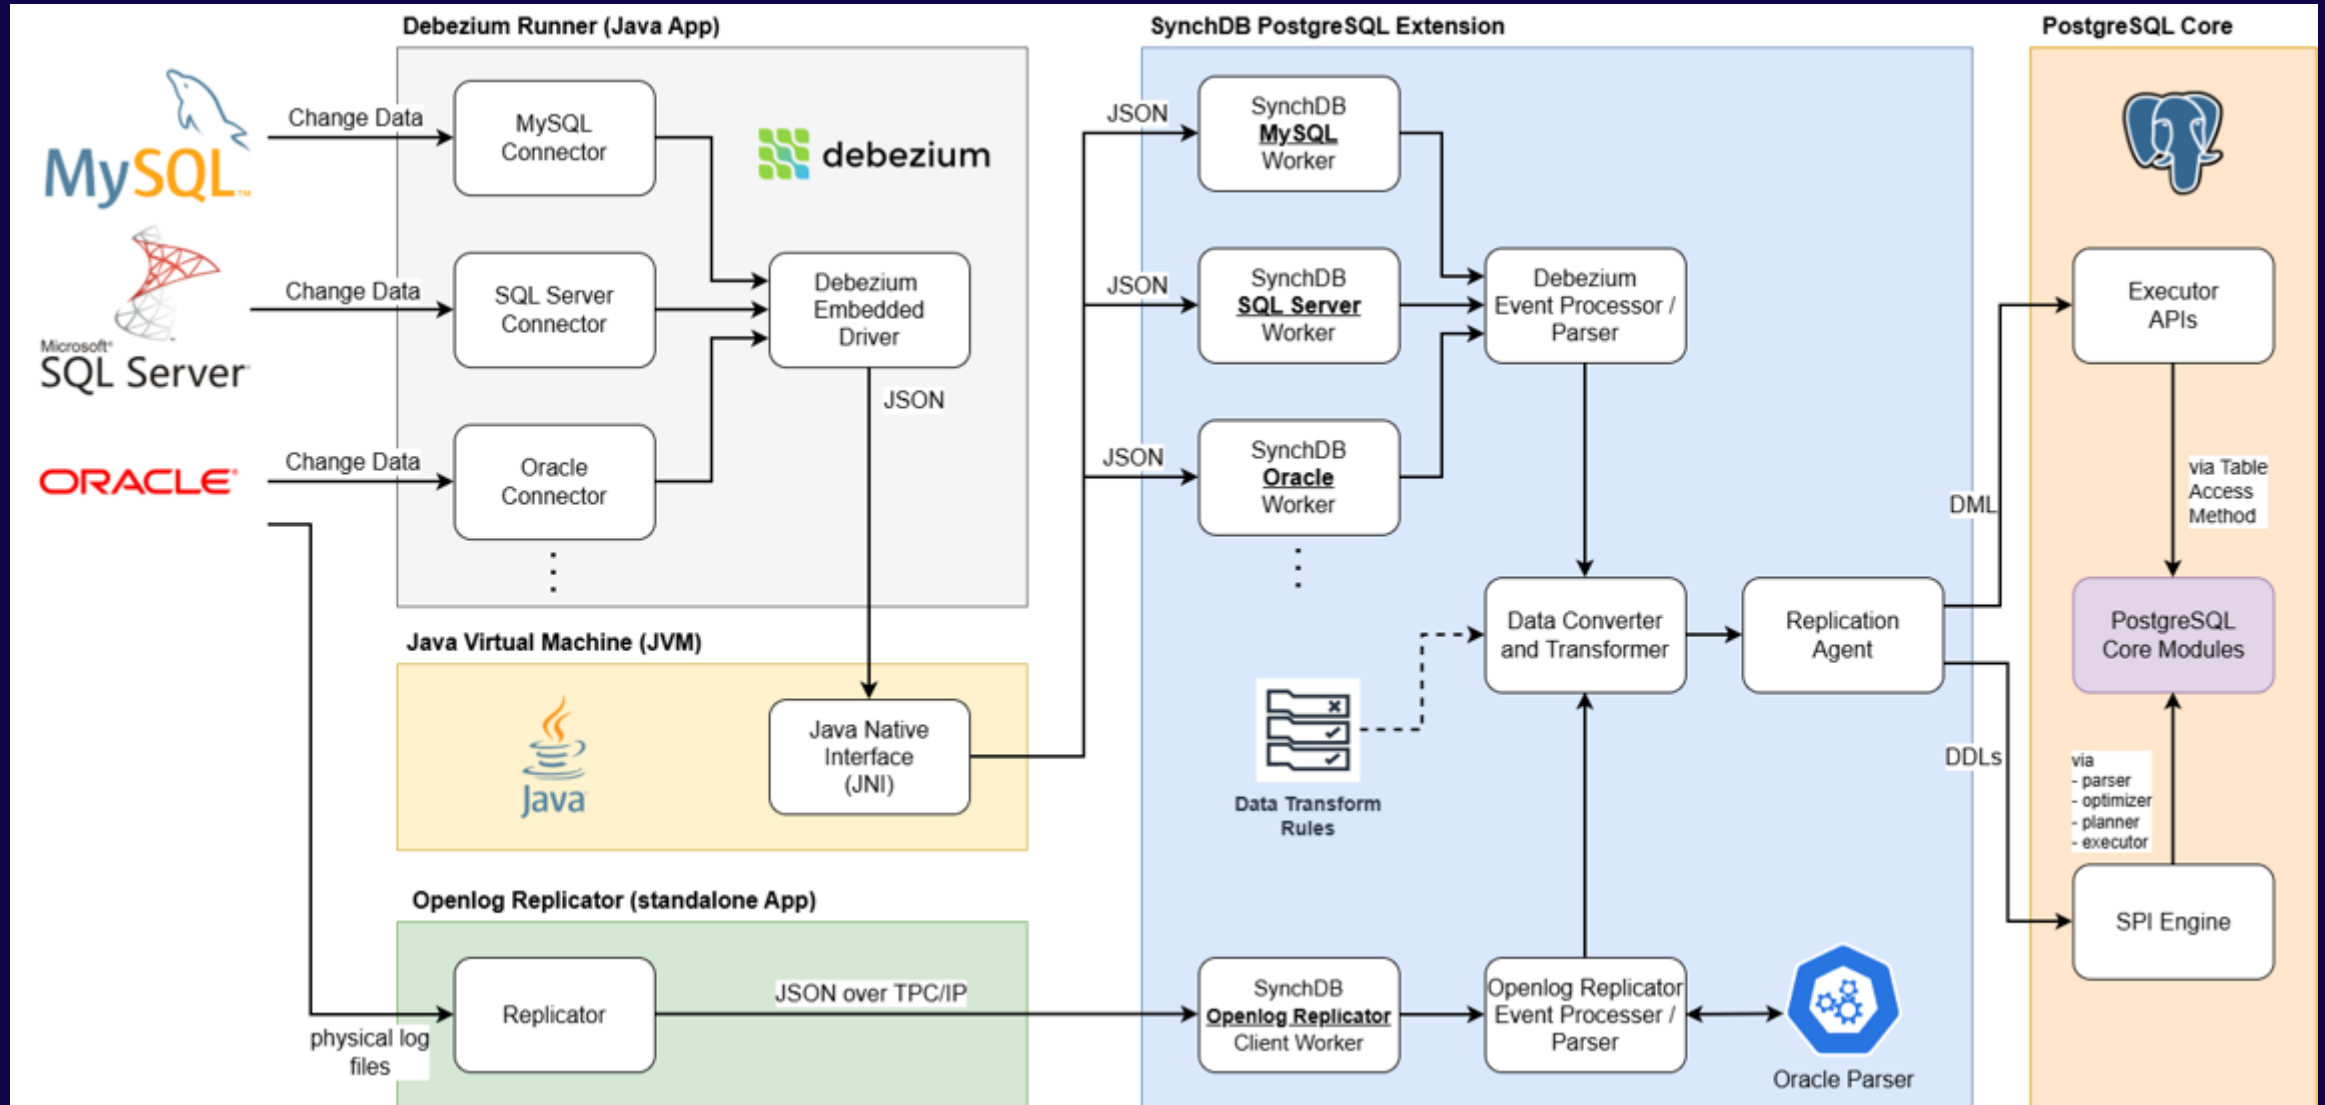 Debezium Runner (Java App)
SynchDB PostgreSQL Extension
PostgreSQL Core
MySQL™
Change Data
MySQL
Connector
debezium
JSON
SynchDB
MySQL
Worker
Microsoft®
SQL Server
Change Data
SQL Server
Connector
Debezium
Embedded
Driver
JSON
JSON
SynchDB
SQL Server
Worker
Debezium
Event Processor /
Parser
Executor
APIs
ORACLE®
Change Data
Oracle
Connector
JSON
SynchDB
Oracle
Worker
DML
via Table
Access
Method
Java Virtual Machine (JVM)
Java
Java Native
Interface
(JNI)
Data Transform
Rules
Data Converter
and Transformer
Replication
Agent
PostgreSQL
Core Modules
DDLs
via
- parser
- optimizer
- planner
- executor
SPI Engine
Openlog Replicator (standalone App)
physical log
files
Replicator
JSON over TPC/IP
SynchDB
Openlog Replicator
Client Worker
Openlog Replicator
Event Processer /
Parser
Oracle Parser